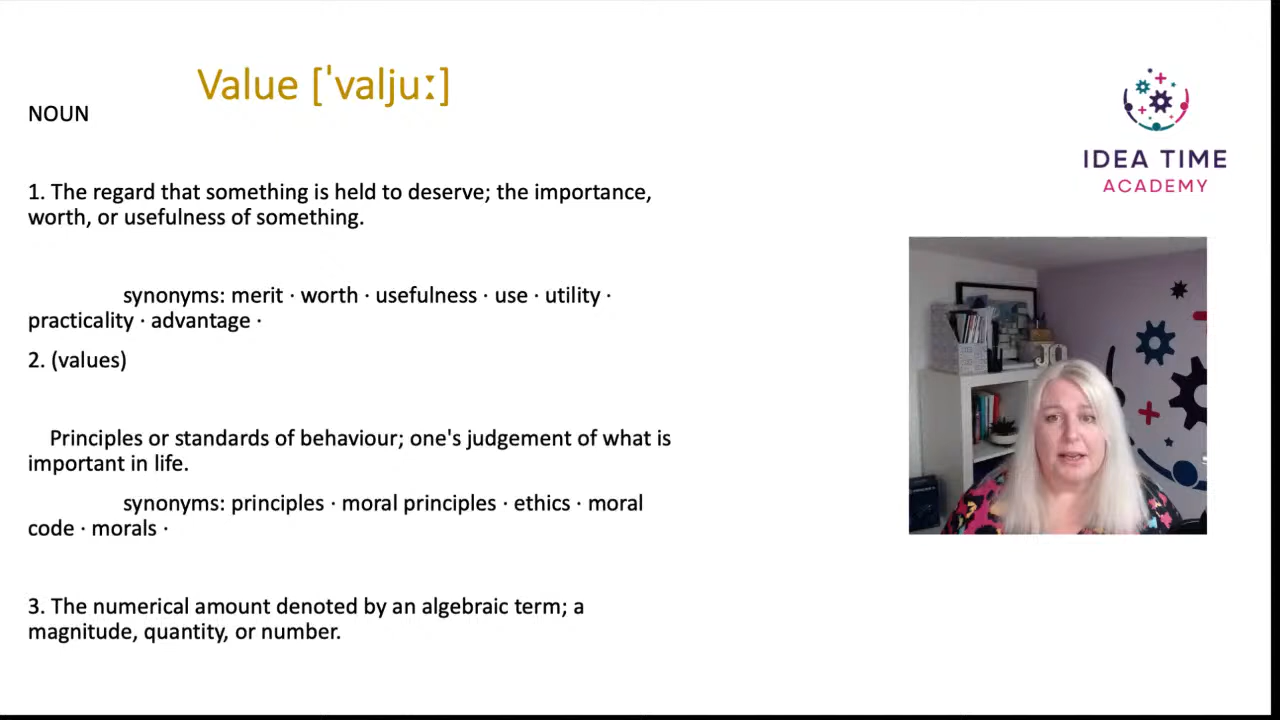 Value [ˈvaljuː]
NOUN
1. The regard that something is held to deserve; the importance,
worth, or usefulness of something.
synonyms: merit · worth · usefulness · use · utility ·
practicality · advantage ·
2. (values)
Principles or standards of behaviour; one's judgement of what is
important in life.
synonyms: principles · moral principles · ethics · moral
code · morals ·
3. The numerical amount denoted by an algebraic term; a
magnitude, quantity, or number.
IDEA TIME
ACADEMY
JO